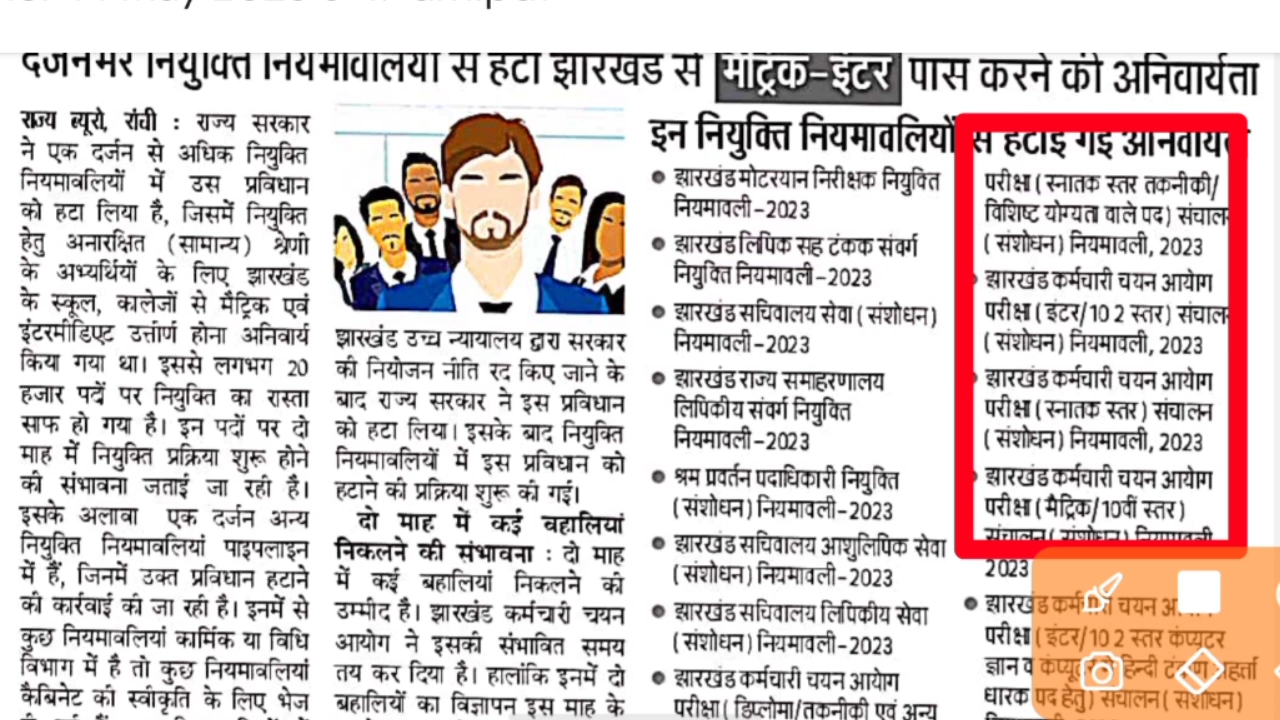 दर्जनभर नियुक्ति नियमावलियों से हटी झारखंड से मैट्रिक-इंटर पास करने की अनिवार्यता
राज्य ब्यूरो, रांची : राज्य सरकार
ने एक दर्जन से अधिक नियुक्ति
नियमावलियों में उस प्रविधान
को हटा लिया है, जिसमें नियुक्ति
हेतु अनारक्षित (सामान्य) श्रेणी
के अभ्यर्थियों के लिए झारखंड
के स्कूल, कालेजों से मैट्रिक एवं
इंटरमीडिएट उत्तीर्ण होना अनिवार्य
किया गया था। इससे लगभग 20
हजार पदों पर नियुक्ति का रास्ता
साफ हो गया है। इन पदों पर दो
माह में नियुक्ति प्रक्रिया शुरू होने
की संभावना जताई जा रही है।
इसके अलावा एक दर्जन अन्य
नियुक्ति नियमावलियां पाइपलाइन
में हैं, जिनमें उक्त प्रविधान हटाने
की कार्रवाई की जा रही है। इनमें से
कुछ नियमावलियां कार्मिक या विधि
विभाग में है तो कुछ नियमावलियां
कैबिनेट की स्वीकृति के लिए भेज
झारखंड उच्च न्यायालय द्वारा सरकार
की नियोजन नीति रद किए जाने के
बाद राज्य सरकार ने इस प्रविधान
को हटा लिया। इसके बाद नियुक्ति
नियमावलियों में इस प्रविधान को
हटाने की प्रक्रिया शुरू की गई।
दो माह में कई बहालियां
निकलने की संभावना : दो माह
में कई बहालियां निकलने की
उम्मीद है। झारखंड कर्मचारी चयन
आयोग ने इसकी संभावित समय
तय कर दिया है। हालांकि इनमें दो
बहालियों का विज्ञापन इस माह के
इन नियुक्ति नियमावलियों से हटाई गई अनिवार्य
• झारखंड मोटरयान निरीक्षक नियुक्ति
नियमावली-2023
• झारखंड लिपिक सह टंकक संवर्ग
नियुक्ति नियमावली-2023
• झारखंड सचिवालय सेवा (संशोधन)
नियमावली-2023
• झारखंड राज्य समाहरणालय
लिपिकीय संवर्ग नियुक्ति
नियमावली-2023
• श्रम प्रवर्तन पदाधिकारी नियुक्ति
(संशोधन) नियमावली-2023
• झारखंड सचिवालय आशुलिपिक सेवा
(संशोधन) नियमावली-2023
• झारखंड सचिवालय लिपिकीय सेवा
(संशोधन) नियमावली-2023
• झारखंड कर्मचारी चयन आयोग
परीक्षा (डिप्लोमा/तकनीकी एवं अन्य
परीक्षा (स्नातक स्तर तकनीकी/
विशिष्ट योग्यता वाले पद) संचाल
(संशोधन) नियमावली, 2023
• झारखंड कर्मचारी चयन आयोग
परीक्षा (इंटर/10 2 स्तर) संचाल
(संशोधन) नियमावली, 2023
• झारखंड कर्मचारी चयन आयोग
परीक्षा (स्नातक स्तर) संचालन
(संशोधन) नियमावली, 2023
• झारखंड कर्मचारी चयन आयोग
परीक्षा (मैट्रिक/10वीं स्तर)
संचालन (संशोधन) नियमावली
2023
• झारखंड कर्मचारी चयन
परीक्षा (इंटर/10 2 स्तर कंप्यूटर
ज्ञान व कंप्यूटर हिन्दी टंकण अहर्ता
धारक पद हेतु) संचालन (संशोधन)